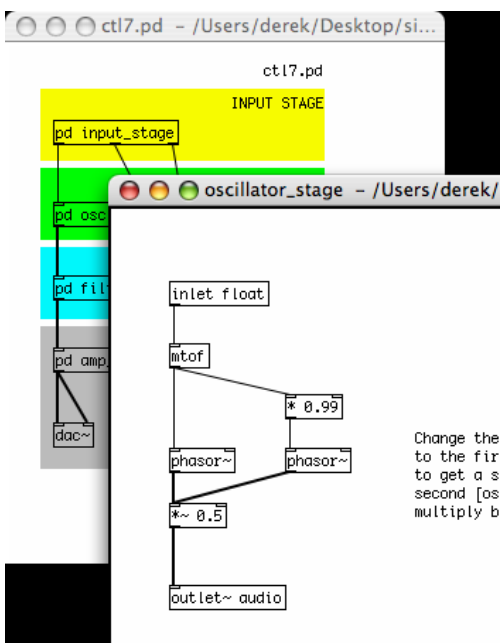 ctl7.pd - /Users/derek/Desktop/si...
ctl7.pd
INPUT STAGE
pd input_stage
pd osc
pd fil
pd amp_
dac~
oscillator_stage - /Users/derek/
inlet float
mtof
* 0.99
phasor~
phasor~
*~ 0.5
outlet~ audio
Change the
to the fir
to get a s
second [os
multiply b